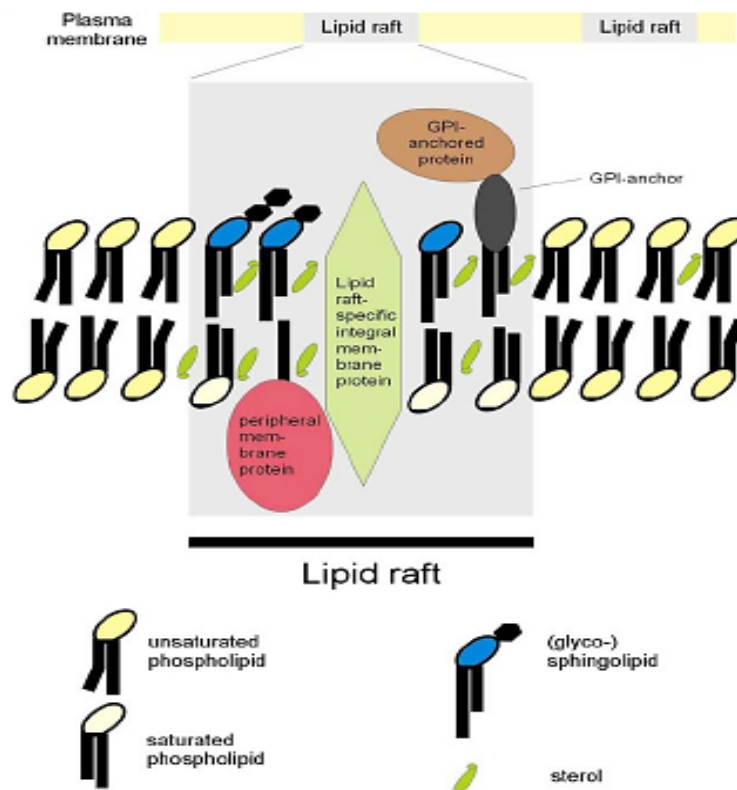 Plasma
membrane
Lipid raft
Lipid raft
GPI-
anchored
protein
GPI-anchor
Lipid
raft-
specific
integral
mem-
brane
protein
peripheral
mem-
brane
protein
Lipid raft
unsaturated
phospholipid
(glyco-)
sphingolipid
saturated
phospholipid
sterol